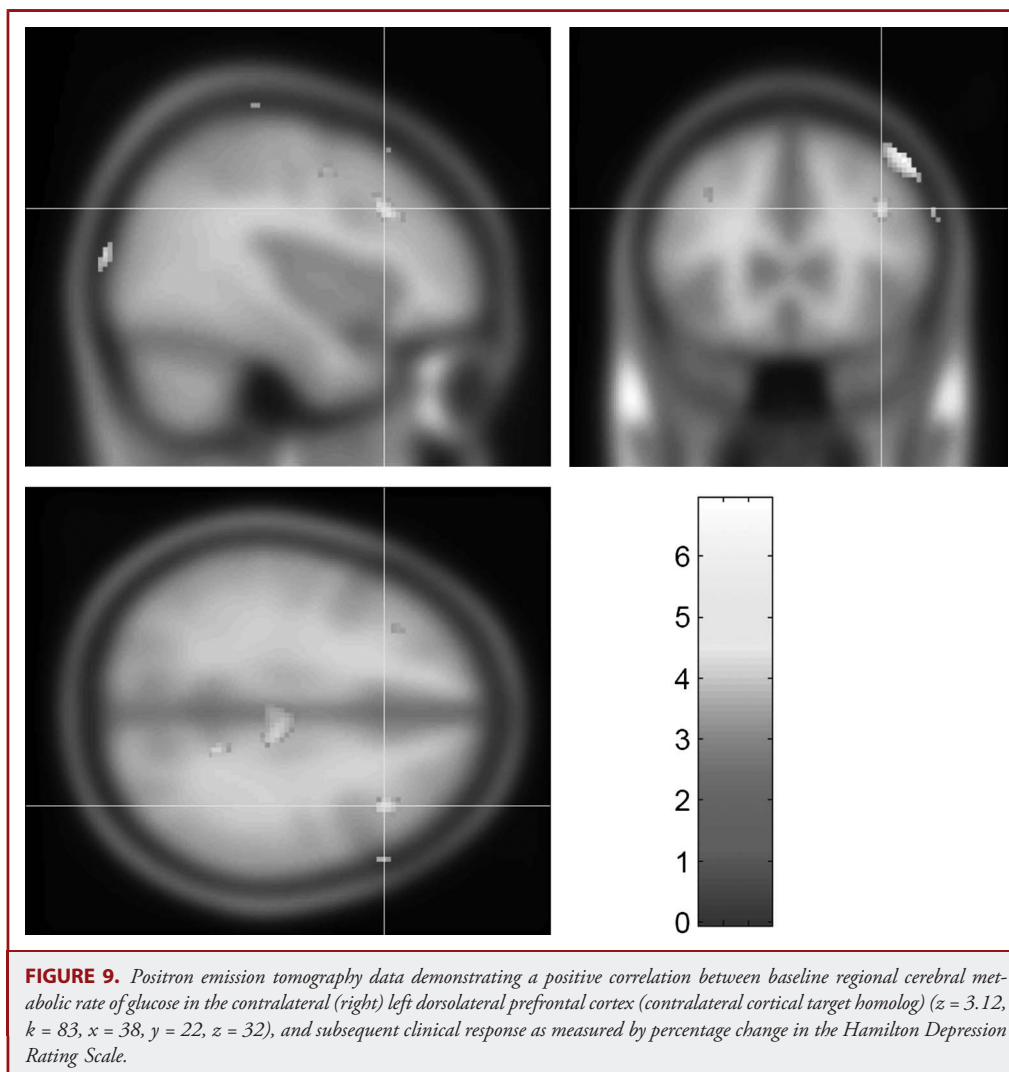 6
5
4
3
2
1
0
FIGURE 9. Positron emission tomography data demonstrating a positive correlation between baseline regional cerebral met-
abolic rate of glucose in the contralateral (right) left dorsolateral prefrontal cortex (contralateral cortical target homolog) (z = 3.12,
k = 83, x = 38, y = 22, z = 32), and subsequent clinical response as measured by percentage change in the Hamilton Depression
Rating Scale.